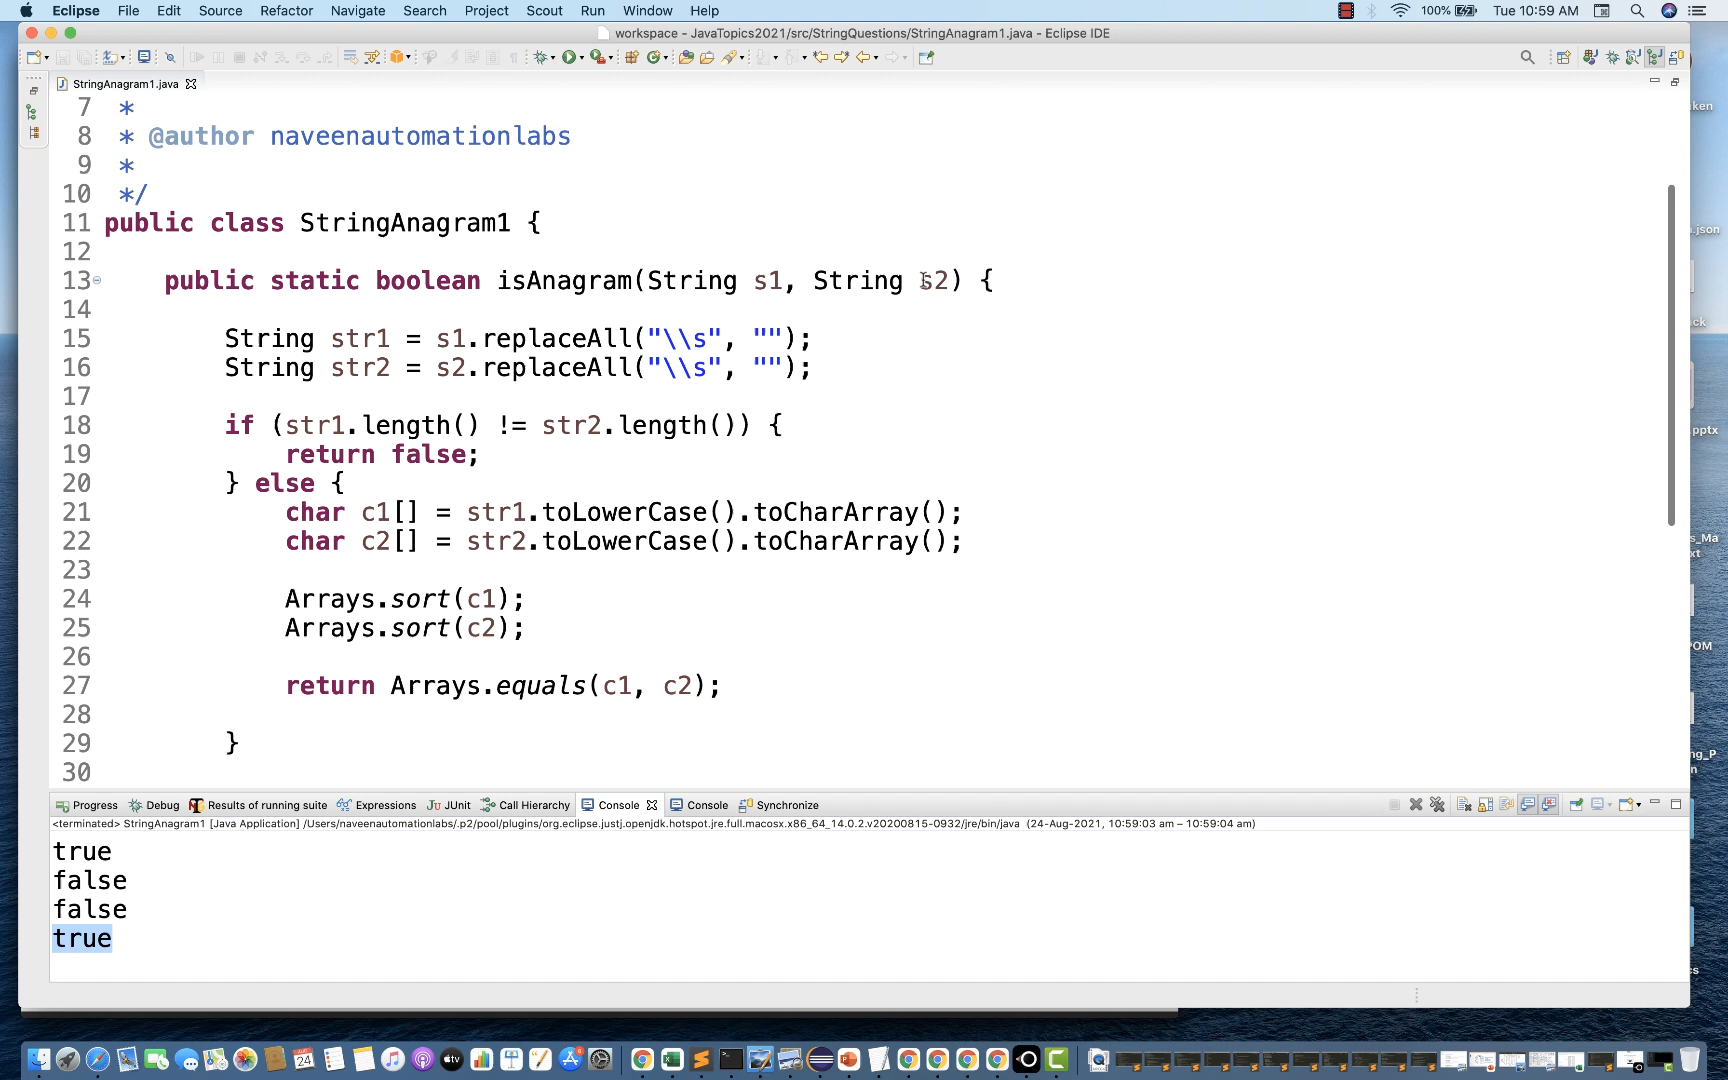 Eclipse File Edit Source Refactor Navigate Search Project Scout Run Window Help 100% Tue 10:59 AM
workspace - JavaTopics2021/src/StringQuestions/StringAnagram1.java - Eclipse IDE
StringAnagram1.java
7 *
8 * @author naveenautomationlabs
9 *
10 */
11 public class StringAnagram1 {
12
13 public static boolean isAnagram(String s1, String s2) {
14
15 String str1 = s1.replaceAll("\\s", "");
16 String str2 = s2.replaceAll("\\s", "");
17
18 if (str1.length() != str2.length()) {
19 return false;
20 } else {
21 char c1[] = str1.toLowerCase().toCharArray();
22 char c2[] = str2.toLowerCase().toCharArray();
23
24 Arrays.sort(c1);
25 Arrays.sort(c2);
26
27 return Arrays.equals(c1, c2);
28
29 }
30
Progress Debug Results of running suite Expressions JUnit Call Hierarchy Console Console Synchronize
<terminated> StringAnagram1 [Java Application] /Users/naveenautomationlabs/.p2/pool/plugins/org.eclipse.justj.openjdk.hotspot.jre.full.macosx.x86_64_14.0.2.v20200815-0932/jre/bin/java (24-Aug-2021, 10:59:03 am – 10:59:04 am)
true
false
false
true